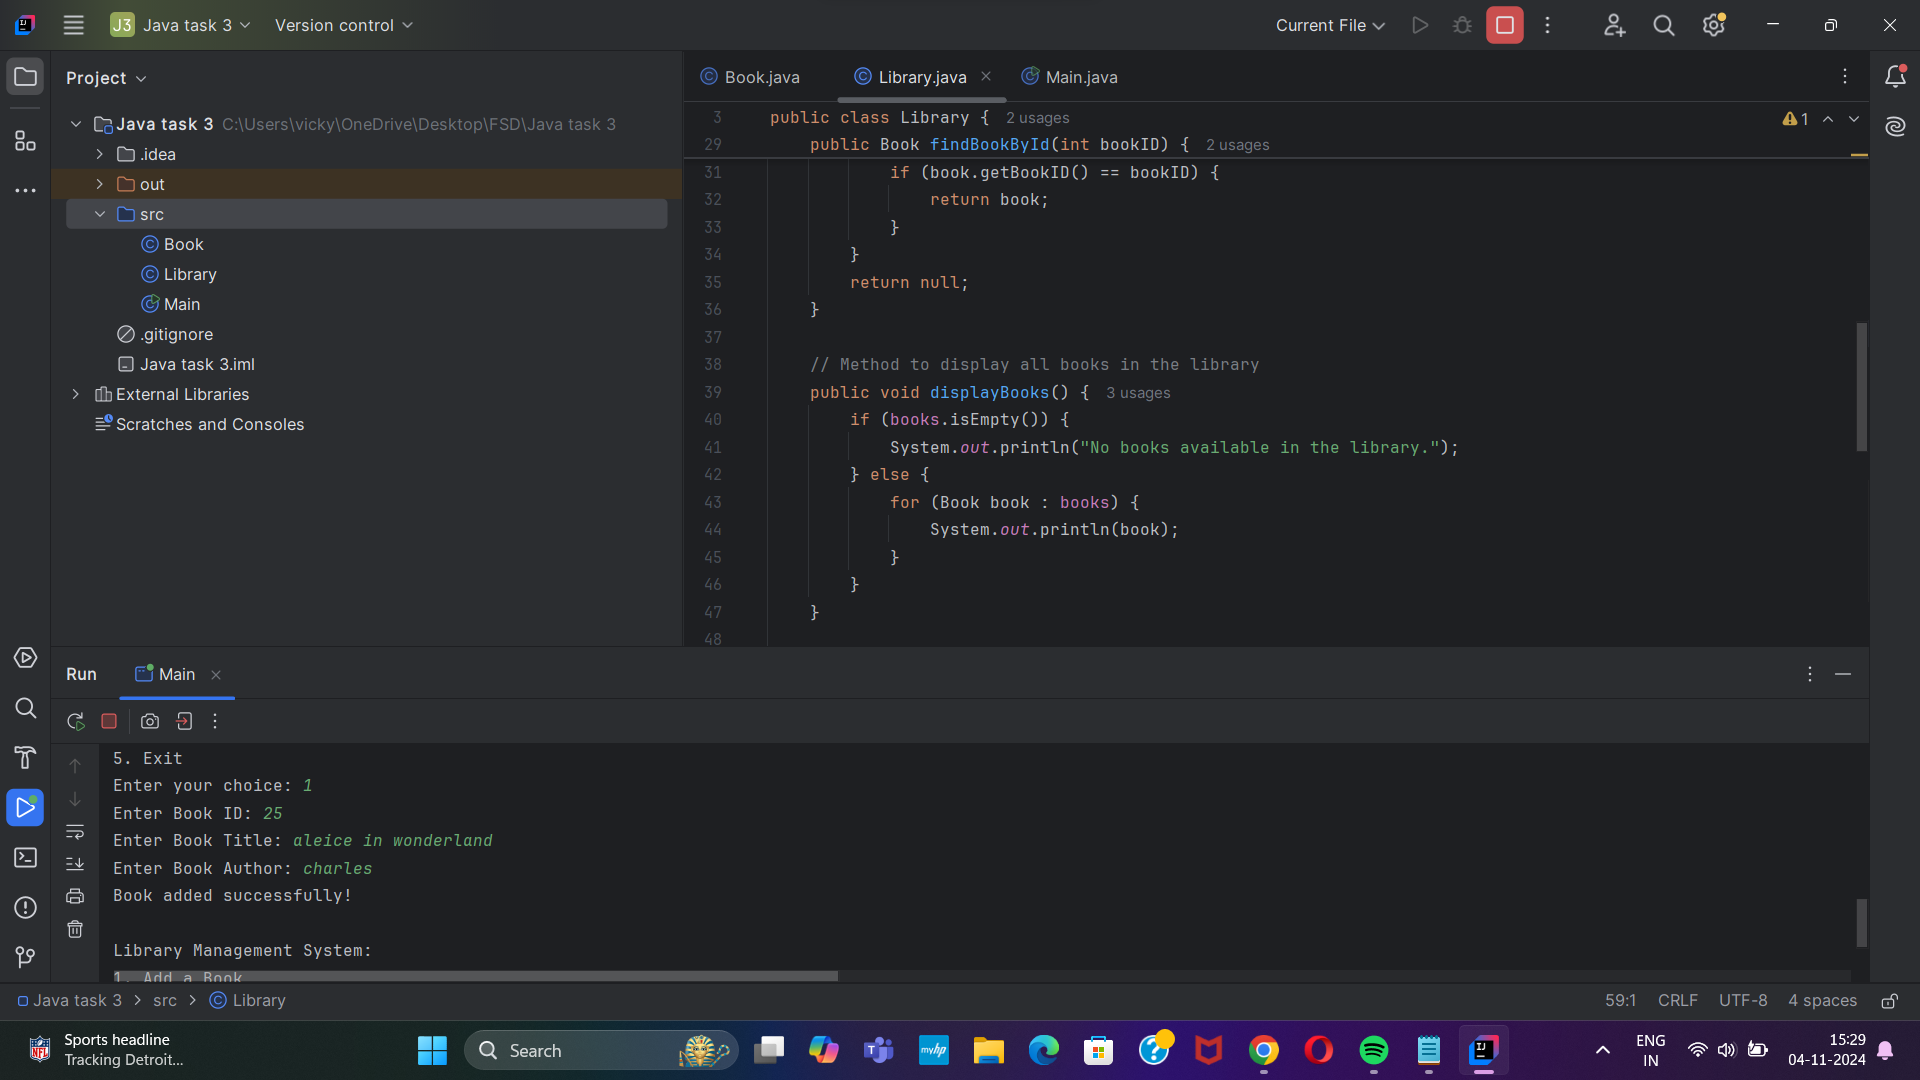 J3 Java task 3 Version control Current File
Project
Java task 3 C:\Users\vicky\OneDrive\Desktop\FSD\Java task 3
.idea
out
src
Book
Library
Main
.gitignore
Java task 3.iml
External Libraries
Scratches and Consoles
Book.java Library.java Main.java
3 public class Library { 2 usages
1
29 public Book findBookById(int bookID) { 2 usages
31 if (book.getBookID() == bookID) {
32 return book;
33 }
34 }
35 return null;
36 }
37
38 // Method to display all books in the library
39 public void displayBooks() { 3 usages
40 if (books.isEmpty()) {
41 System.out.println("No books available in the library.");
42 } else {
43 for (Book book : books) {
44 System.out.println(book);
45 }
46 }
47 }
48
Run Main
5. Exit
Enter your choice: 1
Enter Book ID: 25
Enter Book Title: aleice in wonderland
Enter Book Author: charles
Book added successfully!
Library Management System:
1. Add a Book
Java task 3 > src > Library 59:1 CRLF UTF-8 4 spaces
Sports headline
Tracking Detroit...
Search
myhp
ENG
IN
15:29
04-11-2024